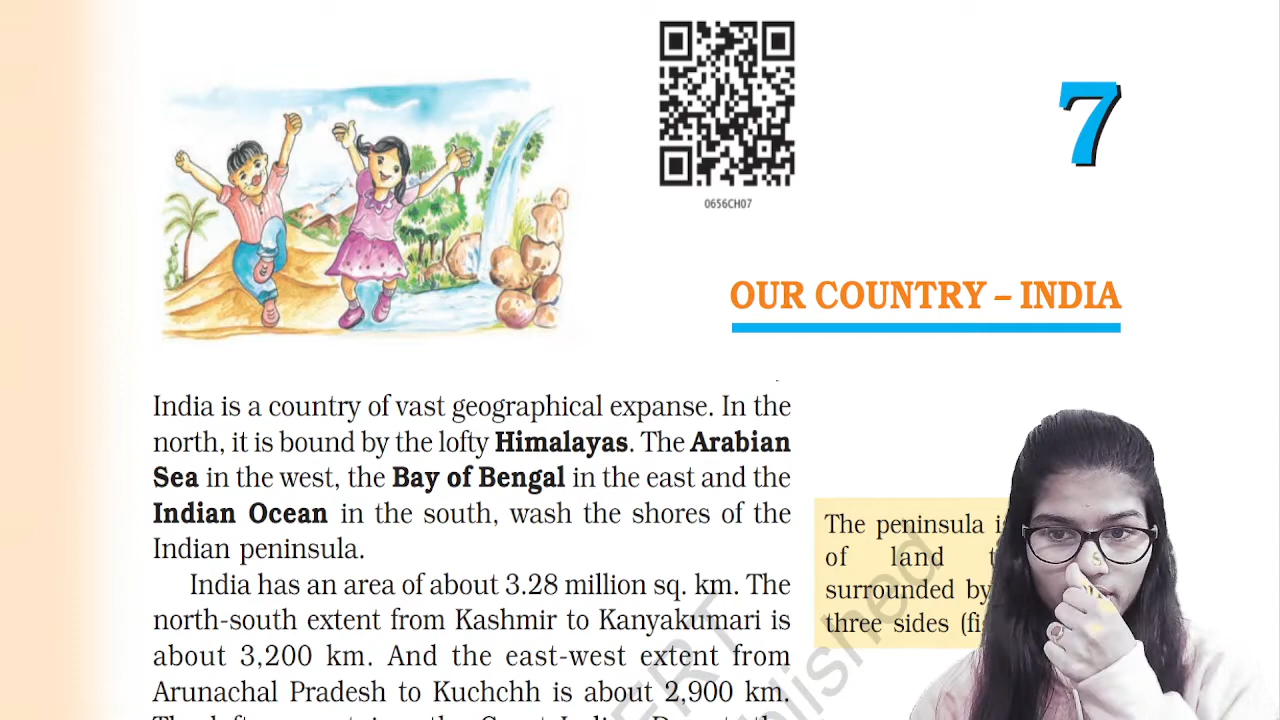 0656CH07
7
OUR COUNTRY – INDIA
India is a country of vast geographical expanse. In the
north, it is bound by the lofty Himalayas. The Arabian
Sea in the west, the Bay of Bengal in the east and the
Indian Ocean in the south, wash the shores of the
Indian peninsula.
India has an area of about 3.28 million sq. km. The
north-south extent from Kashmir to Kanyakumari is
about 3,200 km. And the east-west extent from
Arunachal Pradesh to Kuchchh is about 2,900 km.
The peninsula
of land
surrounded by
three sides